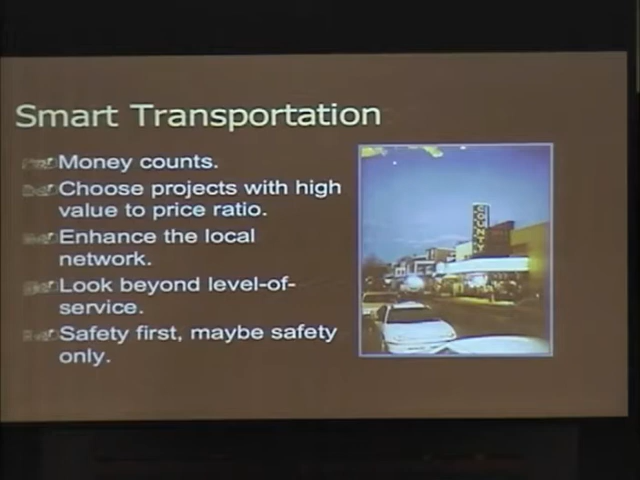 Smart Transportation
Money counts.
Choose projects with high
value to price ratio.
Enhance the local
network.
Look beyond level-of-
service.
Safety first, maybe safety
only.
COUNTY